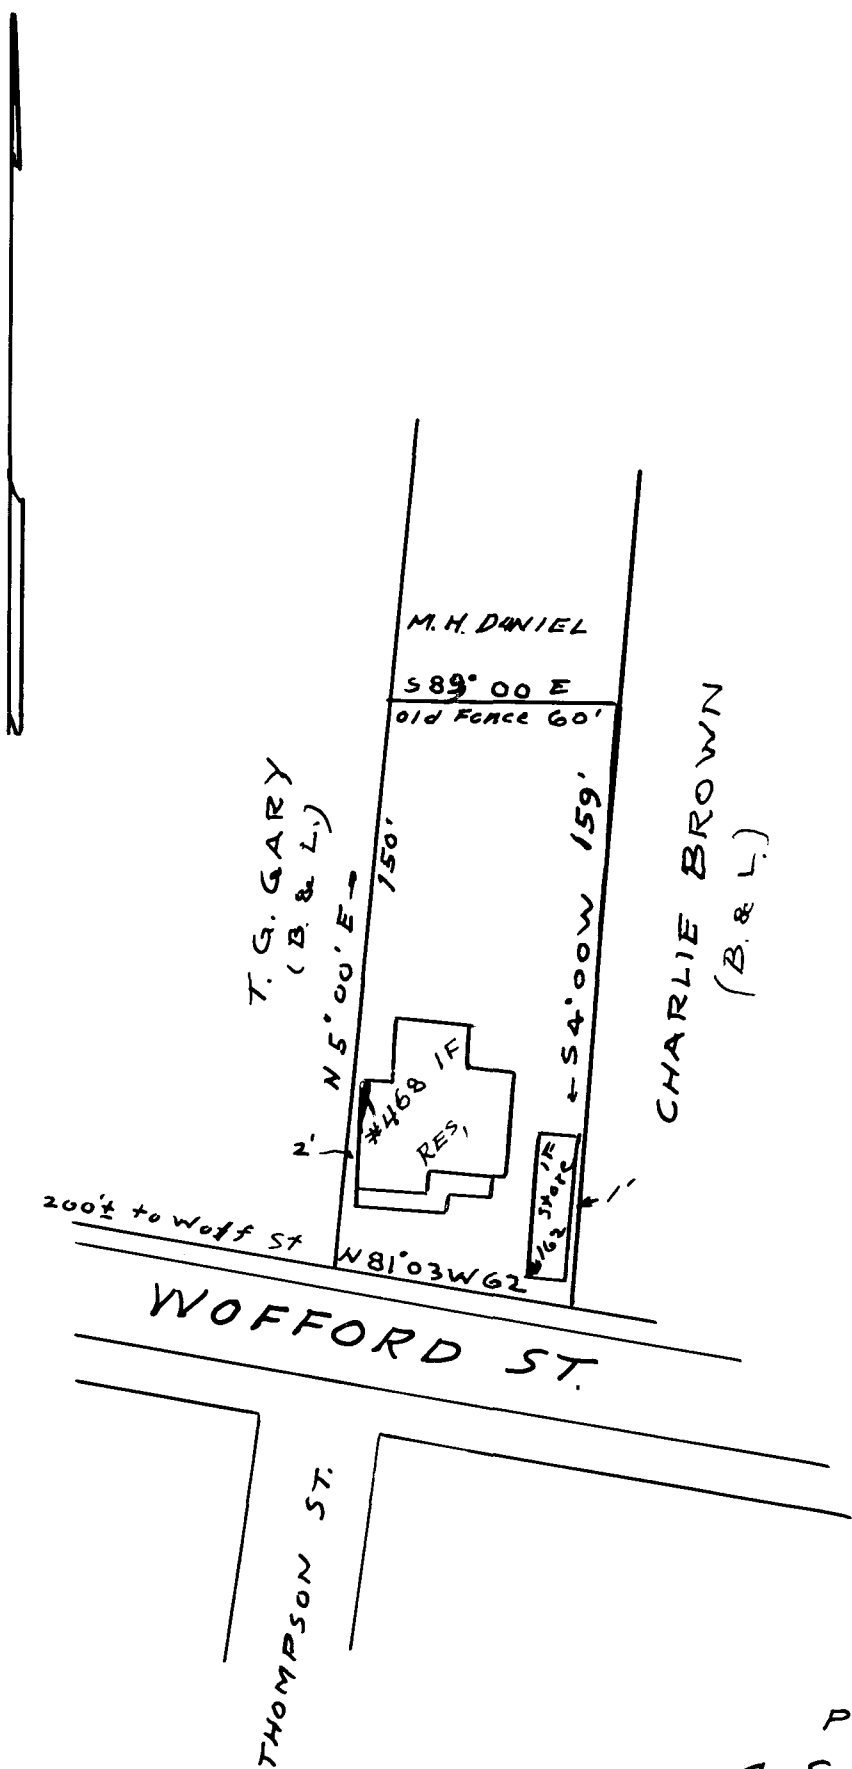 M. H. DANIEL
S 89° 00 E
old Fence 60'
T. G. GARY
(B. & L.)
N 5° 00' E →
150'
← S 4° 00 W 159'
CHARLIE BROWN
(B. & L.)
#468 1F
RES,
2'
1F
Store
1'
200'± to Woff St
N 81° 03 W 62
WOFFORD ST.
THOMPSON ST.
P